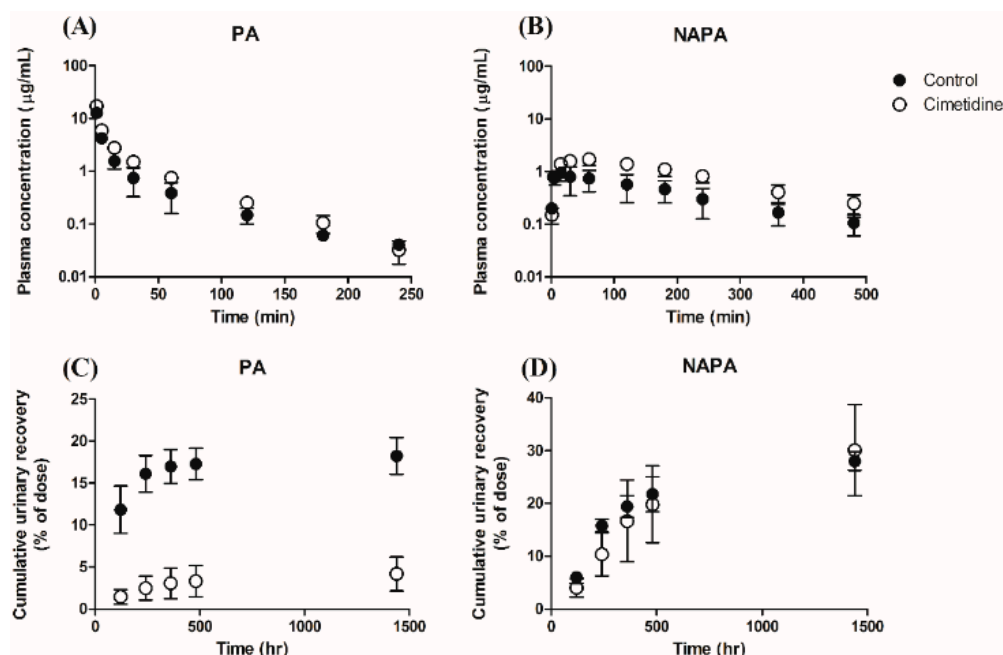 (A)
PA
Plasma concentration ( μg/mL)
100
10
1
0.1
0.01
0
50
100
150
200
250
Time (min)
(B)
NAPA
Plasma concentration ( μg/mL)
100
10
1
0.1
0.01
0
100
200
300
400
500
Time (min)
Control
Cimetidine
(C)
PA
Cumulative urinary recovery
(% of dose)
25
20
15
10
5
0
0
500
1000
1500
Time (hr)
(D)
NAPA
Cumulative urinary recovery
(% of dose)
40
30
20
10
0
0
500
1000
1500
Time (hr)